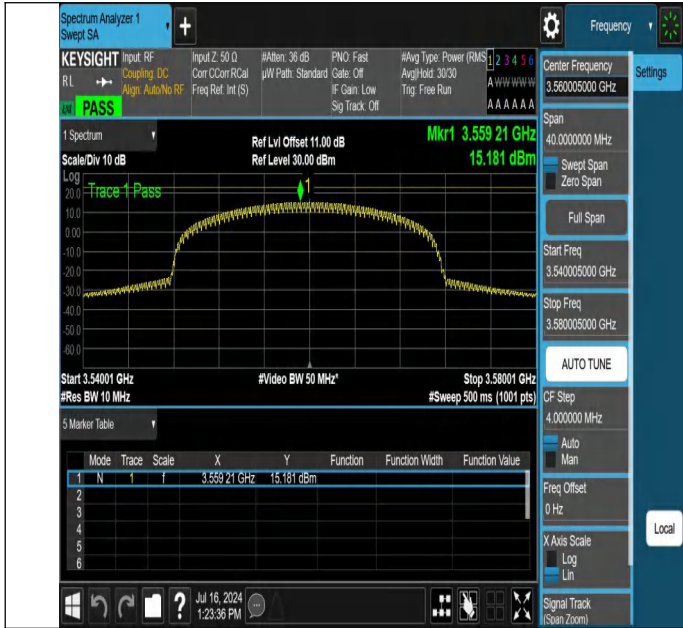 Spectrum Analyzer 1
Swept SA
+
Frequency
KEYSIGHT
RL
PASS
Input: RF
Coupling: DC
Align: Auto/No RF
Input Z: 50 Ω
Corr CCorr RCal
Freq Ref: Int (S)
#Atten: 36 dB
µW Path: Standard
PNO: Fast
Gate: Off
IF Gain: Low
Sig Track: Off
#Avg Type: Power (RMS
Avg|Hold: 30/30
Trig: Free Run
1 2 3 4 5 6
A W W W W W
A A A A A A
1 Spectrum
Scale/Div 10 dB
Ref Lvl Offset 11.00 dB
Ref Level 30.00 dBm
Mkr1 3.559 21 GHz
15.181 dBm
Log
Trace 1 Pass
1
20.0
10.0
0.00
-10.0
-20.0
-30.0
-40.0
-50.0
-60.0
Start 3.54001 GHz
#Res BW 10 MHz
#Video BW 50 MHz*
Stop 3.58001 GHz
#Sweep 500 ms (1001 pts)
5 Marker Table
Mode Trace Scale X Y Function Function Width Function Value
1 N 1 f 3.559 21 GHz 15.181 dBm
2
3
4
5
6
?
Jul 16, 2024
1:23:36 PM
Center Frequency
3.560005000 GHz
Settings
Span
40.0000000 MHz
Swept Span
Zero Span
Full Span
Start Freq
3.540005000 GHz
Stop Freq
3.580005000 GHz
AUTO TUNE
CF Step
4.000000 MHz
Auto
Man
Freq Offset
0 Hz
Local
X Axis Scale
Log
Lin
Signal Track
(Span Zoom)